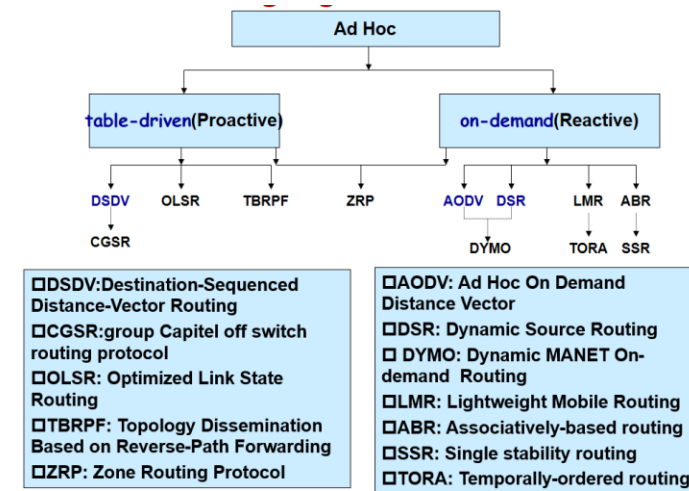 Ad Hoc
table-driven(Proactive)
on-demand(Reactive)
DSDV OLSR TBRPF ZRP AODV DSR LMR ABR
CGSR DYMO TORA SSR
❑DSDV:Destination-Sequenced
Distance-Vector Routing
❑CGSR:group Capitel off switch
routing protocol
❑OLSR: Optimized Link State
Routing
❑TBRPF: Topology Dissemination
Based on Reverse-Path Forwarding
❑ZRP: Zone Routing Protocol
❑AODV: Ad Hoc On Demand
Distance Vector
❑DSR: Dynamic Source Routing
❑ DYMO: Dynamic MANET On-
demand Routing
❑LMR: Lightweight Mobile Routing
❑ABR: Associatively-based routing
❑SSR: Single stability routing
❑TORA: Temporally-ordered routing